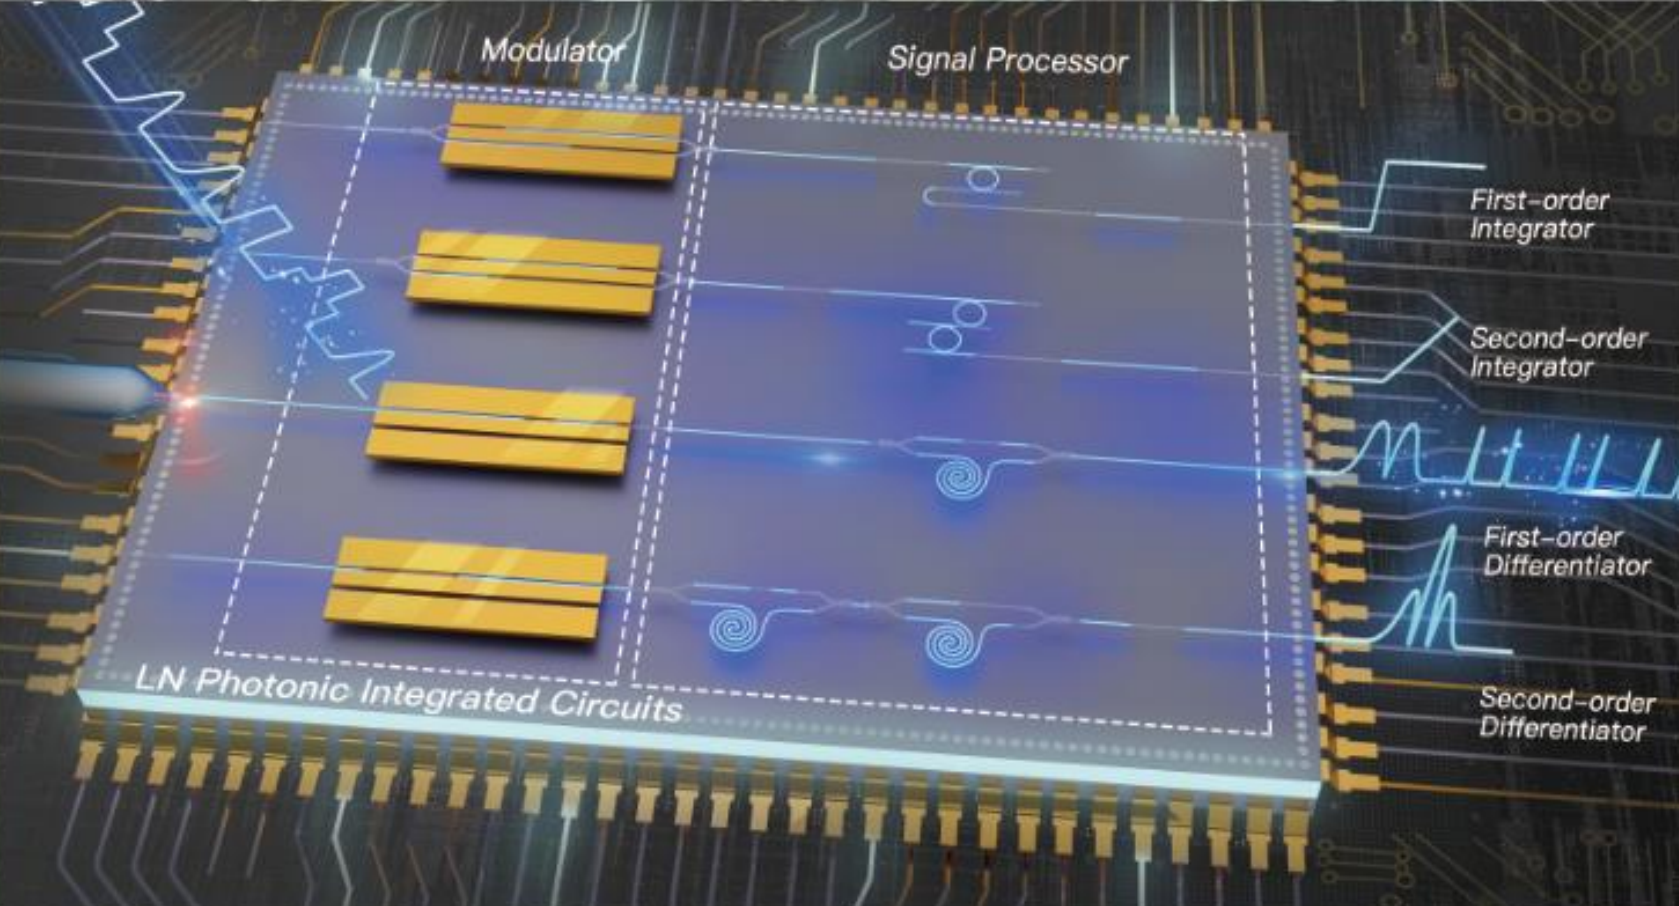 Modulator
Signal Processor
First-order
Integrator
Second-order
Integrator
First-order
Differentiator
Second-order
Differentiator
LN Photonic Integrated Circuits